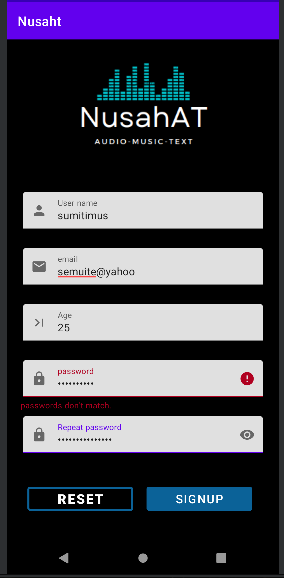 Nusaht
NusahAT
AUDIO-MUSIC-TEXT
User name
sumitimus
email
semuite@yahoo
Age
25
password
••••••••••
passwords don't match.
Repeat password
•••••••••••••••
RESET
SIGNUP